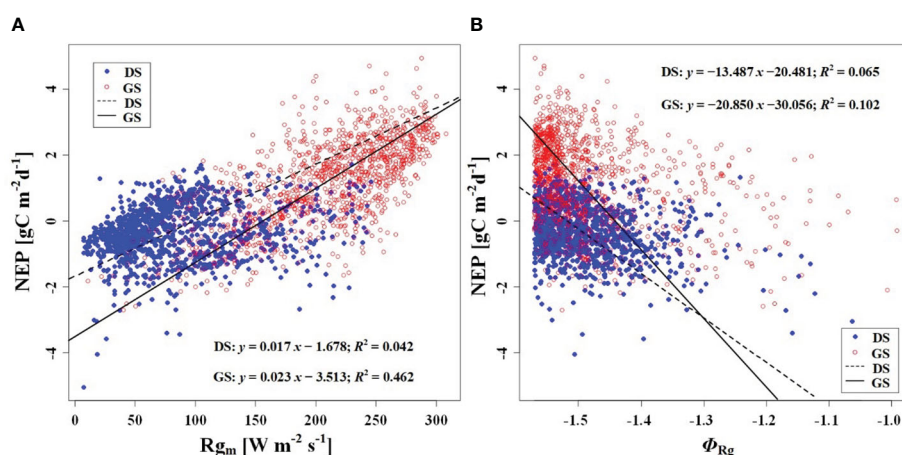 A
NEP [gC m⁻²d⁻¹]
4
2
0
-2
-4
DS
GS
DS
GS
DS: y = 0.017 x − 1.678; R² = 0.042
GS: y = 0.023 x − 3.513; R² = 0.462
0 50 100 150 200 250 300
Rgₘ [W m⁻² s⁻¹]
B
NEP [gC m⁻²d⁻¹]
4
2
0
-2
-4
DS: y = −13.487 x −20.481; R² = 0.065
GS: y = −20.850 x −30.056; R² = 0.102
DS
GS
DS
GS
-1.5 -1.4 -1.3 -1.2 -1.1 -1.0
Φ_Rg